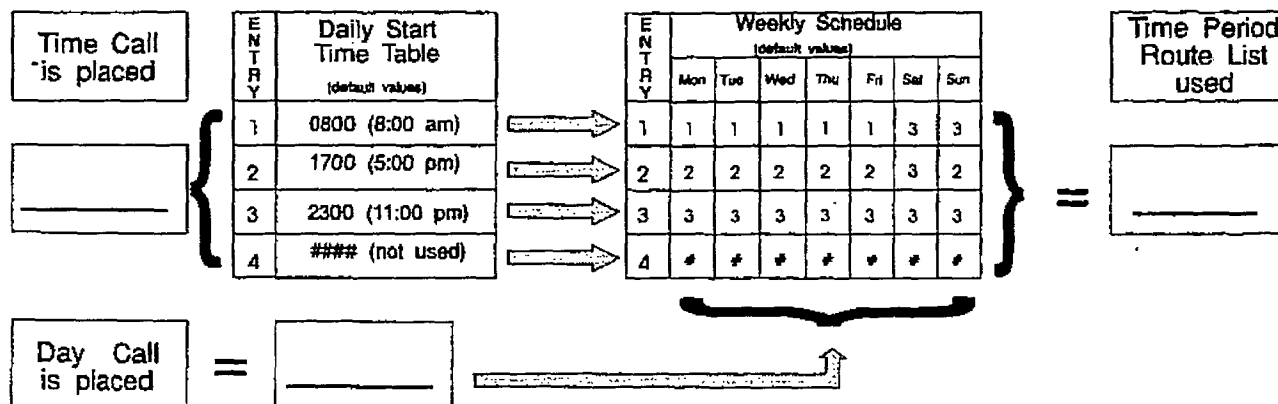 Time Call
is placed
ENTRY
Daily Start
Time Table
(default values)
1 0800 (8:00 am)
2 1700 (5:00 pm)
3 2300 (11:00 pm)
4 #### (not used)
ENTRY
Weekly Schedule
(default values)
Mon Tue Wed Thu Fri Sat Sun
1 1 1 1 1 1 3 3
2 2 2 2 2 2 3 2
3 3 3 3 3 3 3 3
4 # # # # # # #
=
Time Period
Route List
used
Day Call
is placed
=